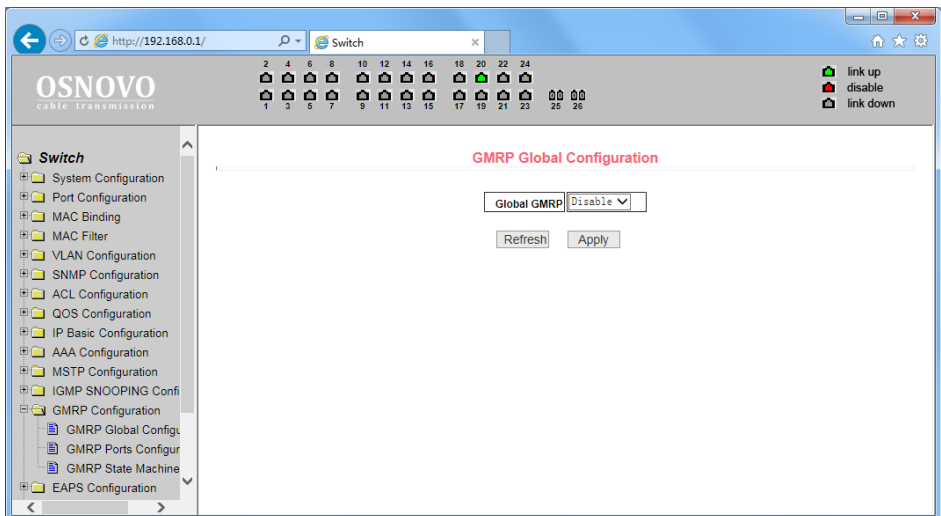 http://192.168.0.1/
Switch
OSNOVO
cable transmission
2 4 6 8 10 12 14 16 18 20 22 24
1 3 5 7 9 11 13 15 17 19 21 23 25 26
link up
disable
link down
Switch
System Configuration
Port Configuration
MAC Binding
MAC Filter
VLAN Configuration
SNMP Configuration
ACL Configuration
QOS Configuration
IP Basic Configuration
AAA Configuration
MSTP Configuration
IGMP SNOOPING Confi
GMRP Configuration
GMRP Global Configu
GMRP Ports Configur
GMRP State Machine
EAPS Configuration
GMRP Global Configuration
Global GMRP Disable
Refresh Apply